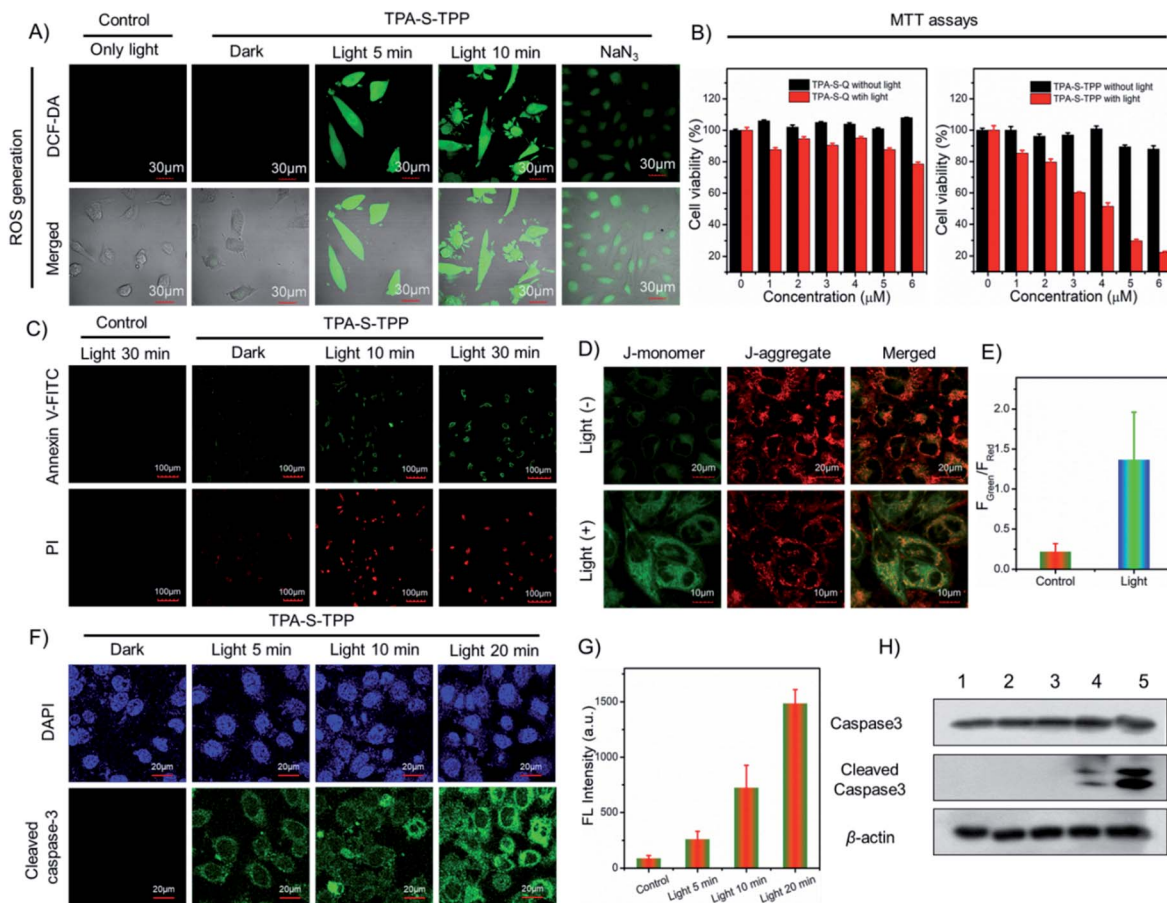 A)
Control
TPA-S-TPP
Only light
Dark
Light 5 min
Light 10 min
NaN₃
ROS generation
DCF-DA
30μm
30μm
30μm
30μm
30μm
Merged
30μm
30μm
30μm
30μm
30μm
B)
MTT assays
TPA-S-Q without light
TPA-S-Q wtih light
Cell viability (%)
120
100
80
60
40
20
0 1 2 3 4 5 6
Concentration (μM)
TPA-S-TPP without light
TPA-S-TPP with light
Cell viability (%)
120
100
80
60
40
20
0 1 2 3 4 5 6
Concentration (μM)
C)
Control
TPA-S-TPP
Light 30 min
Dark
Light 10 min
Light 30 min
Annexin V-FITC
100μm
100μm
100μm
100μm
PI
100μm
100μm
100μm
100μm
D)
J-monomer
J-aggregate
Merged
Light (-)
20μm
20μm
20μm
Light (+)
10μm
10μm
10μm
E)
F_Green/F_Red
2.0
1.5
1.0
0.5
0.0
Control
Light
F)
TPA-S-TPP
Dark
Light 5 min
Light 10 min
Light 20 min
DAPI
20μm
20μm
20μm
20μm
Cleaved
caspase-3
20μm
20μm
20μm
20μm
G)
FL Intensity (a.u.)
1500
1000
500
0
Control
Light 5 min
Light 10 min
Light 20 min
H)
1 2 3 4 5
Caspase3
Cleaved
Caspase3
β-actin